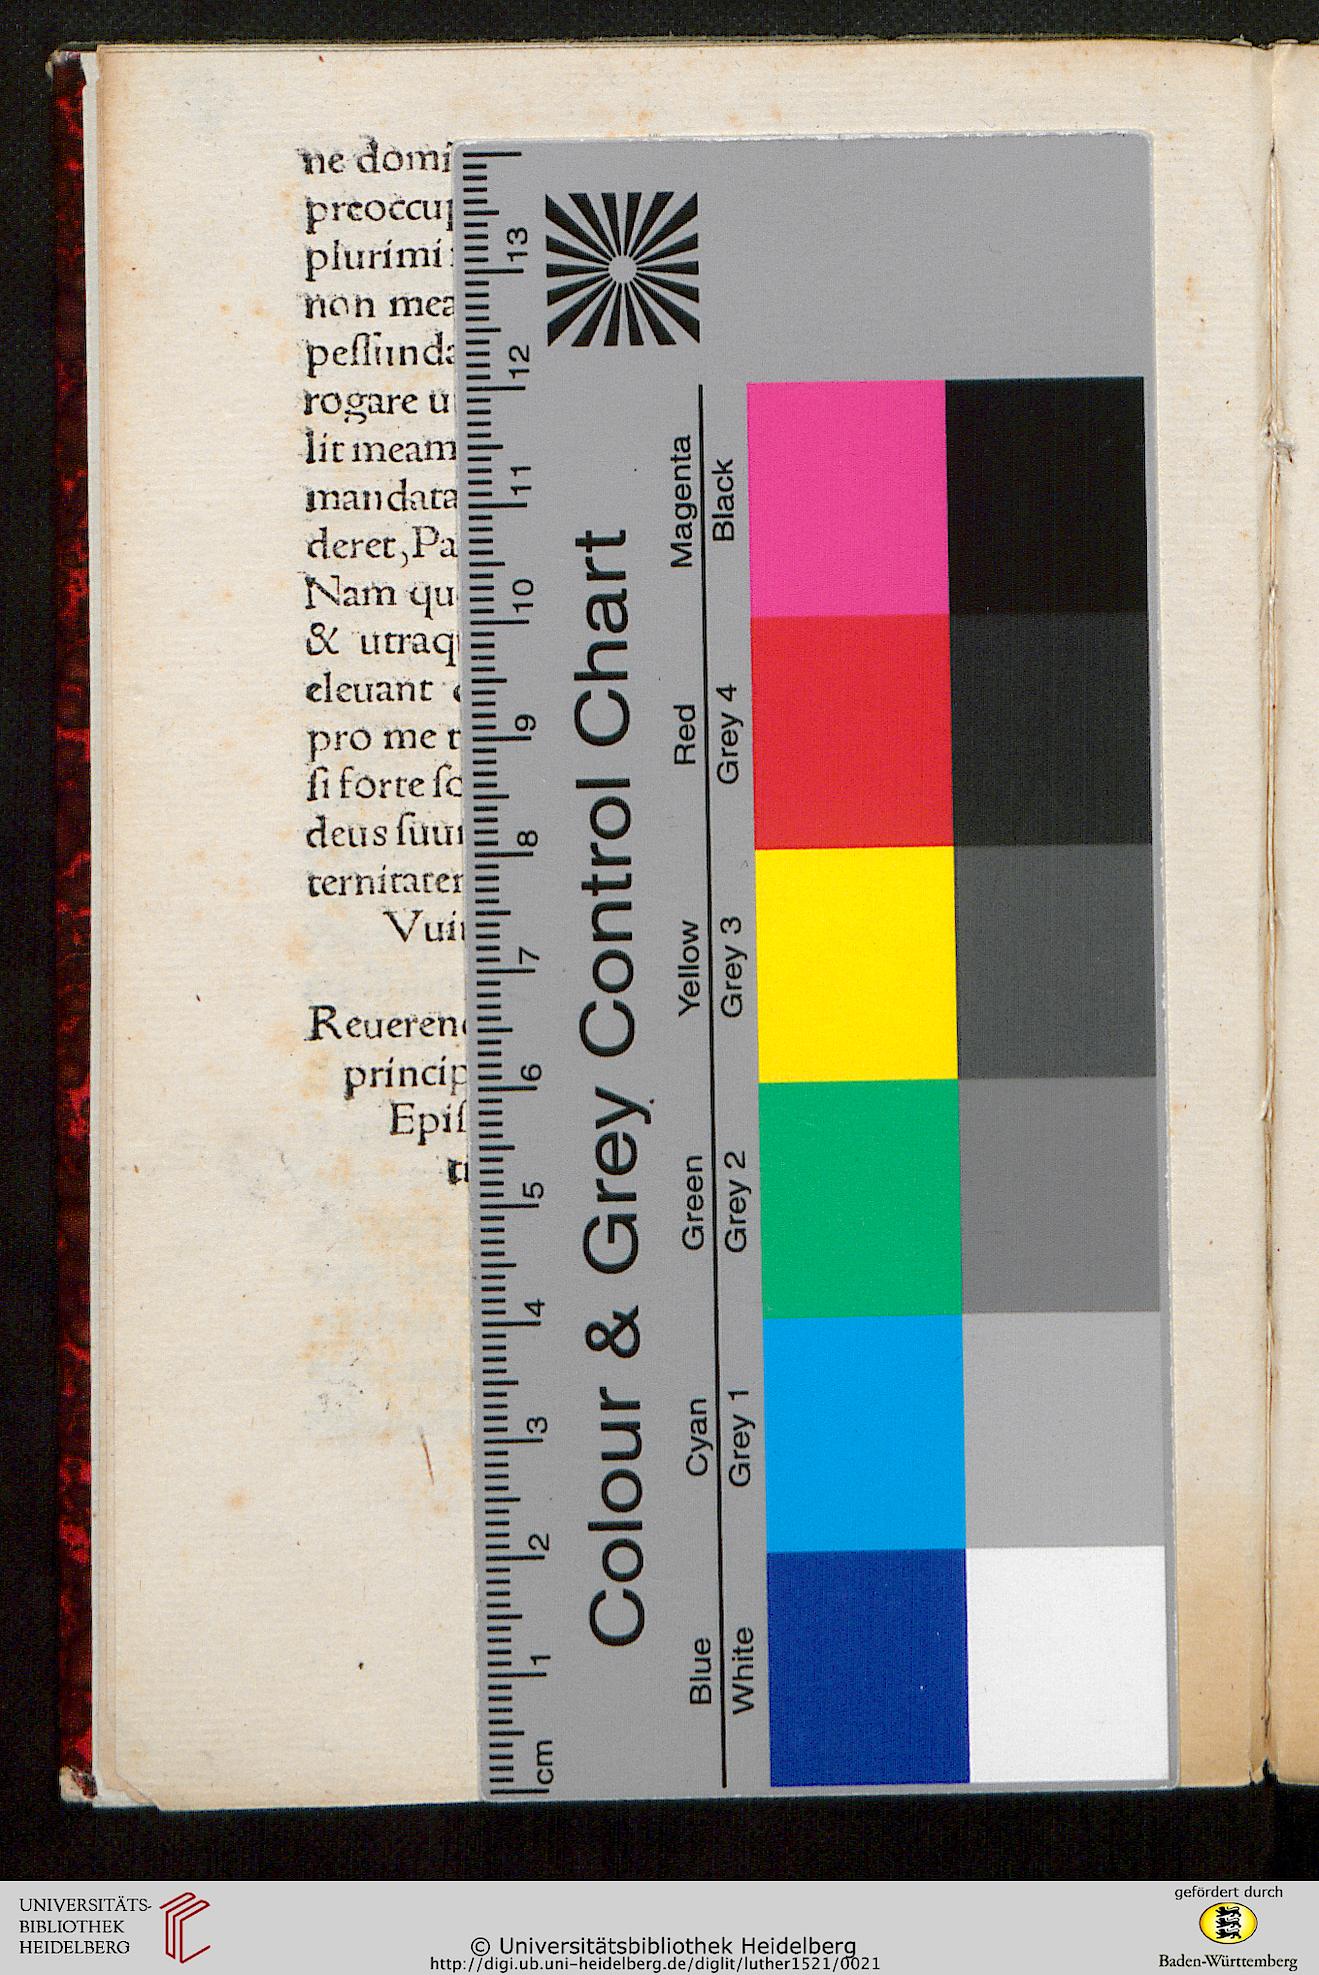 ne domi
preoccup
plurimi
non mea
peſſunda
rogare u
lit meam
mandata
deret, Pa
Nam qu
& utraq
eleuant
pro me
ſi forte ſc
deus ſuu
ternitatem
Vui
Reueren
princip
Epiſ
13
12
11
10
9
8
7
6
5
4
3
2
1
cm
Colour & Grey Control Chart
Magenta
Red
Yellow
Green
Cyan
Blue
Black
Grey 4
Grey 3
Grey 2
Grey 1
White
UNIVERSITÄTS-
BIBLIOTHEK
HEIDELBERG
© Universitätsbibliothek Heidelberg
http://digi.ub.uni-heidelberg.de/diglit/luther1521/0021
gefördert durch
Baden-Württemberg